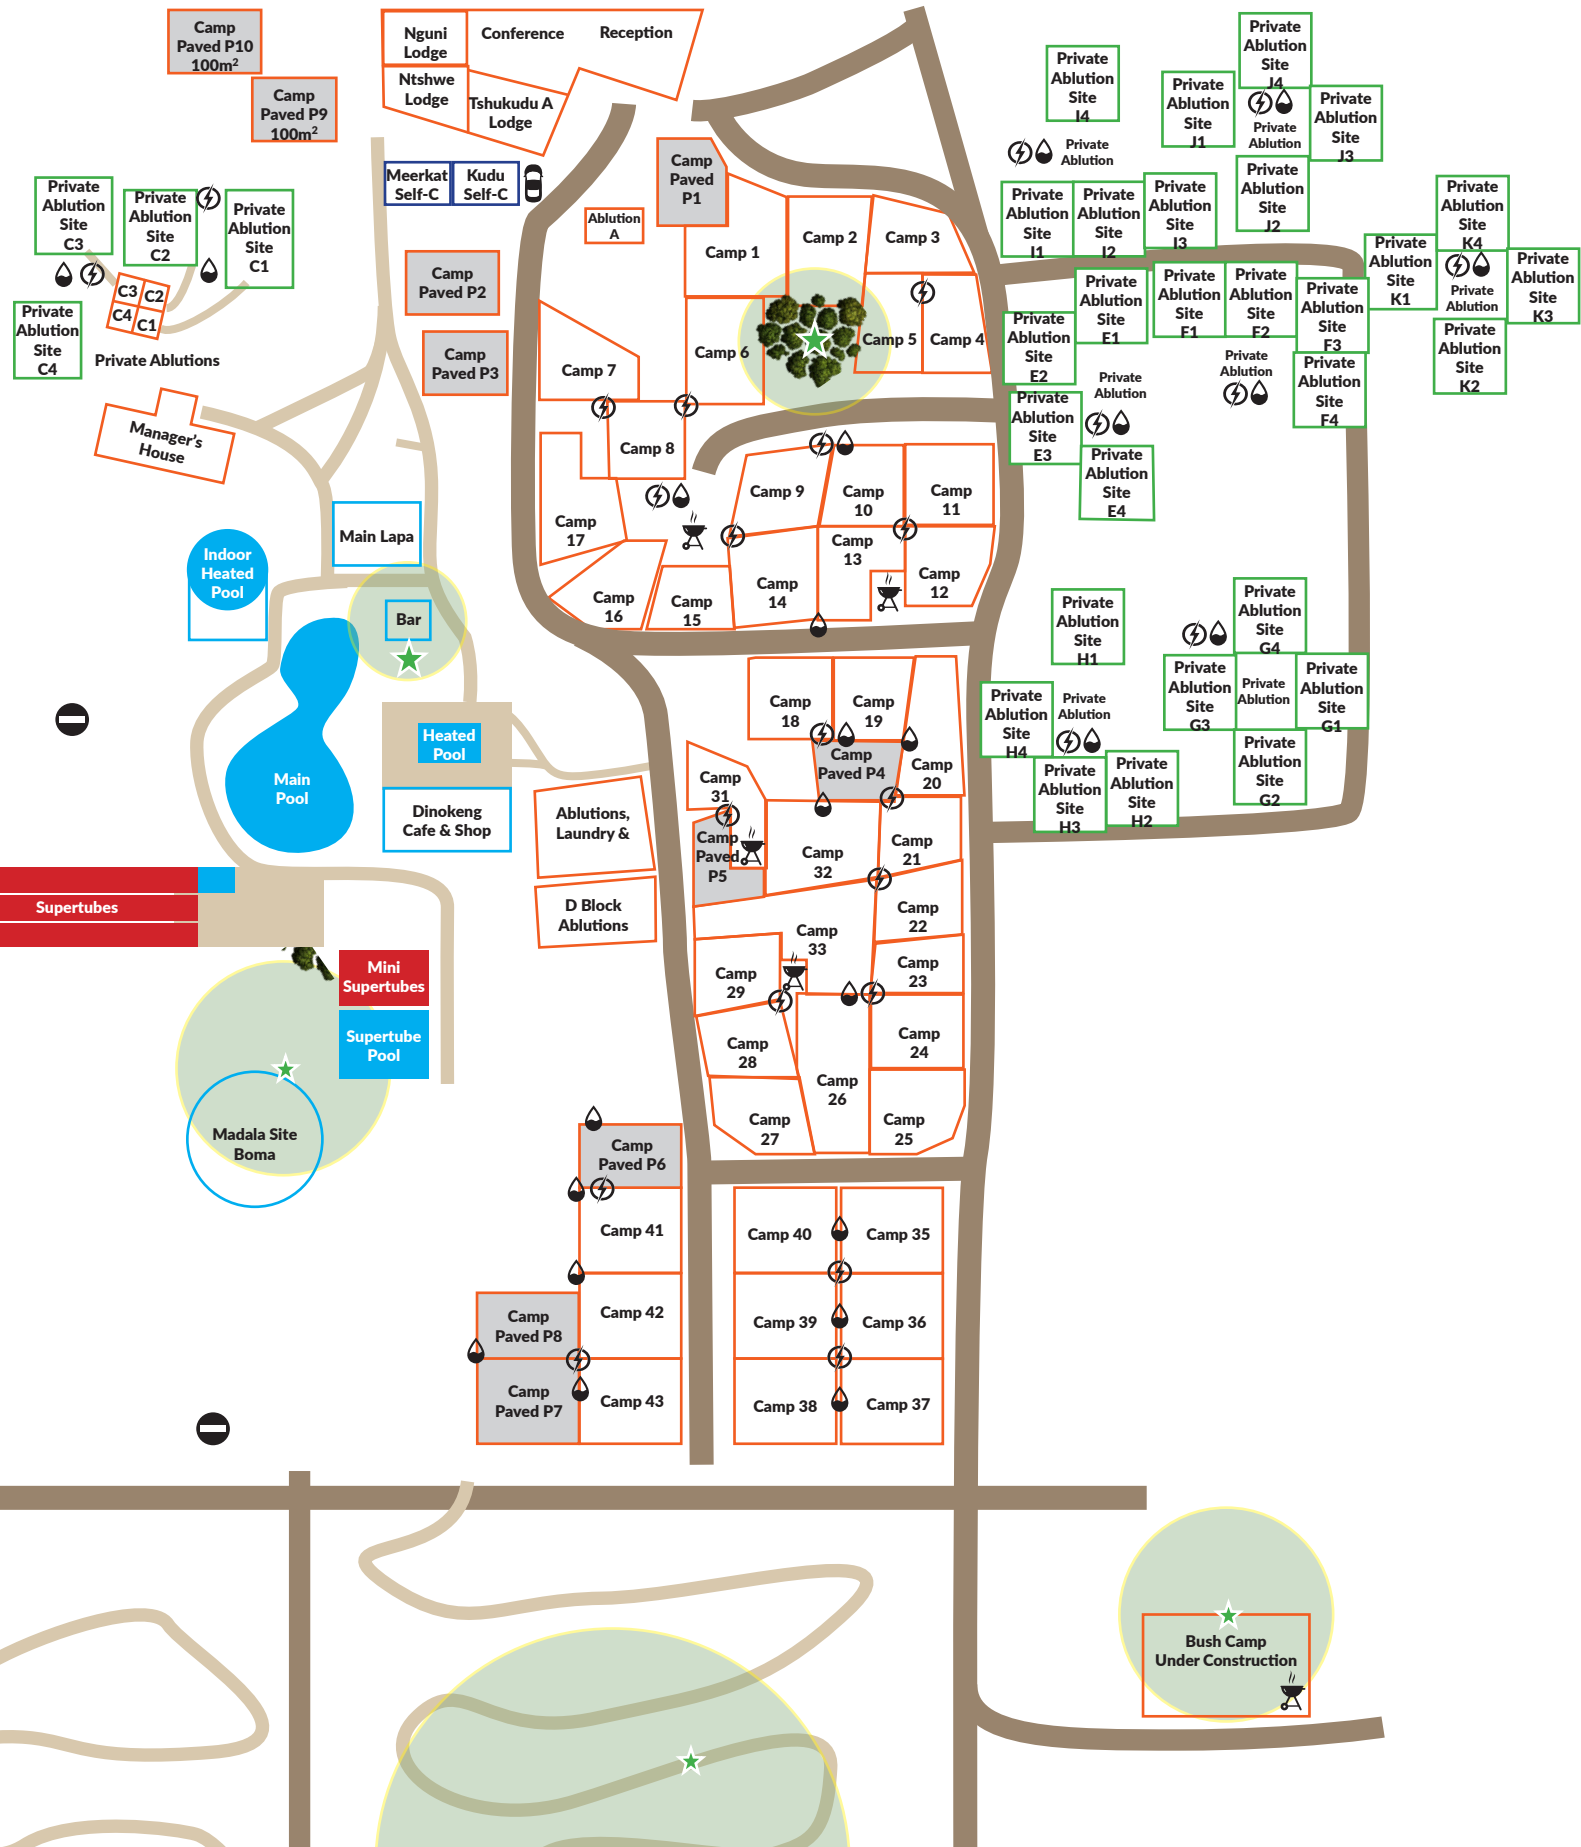 Camp
Paved P10
100m²
Camp
Paved P9
100m²
Nguni
Lodge
Conference
Reception
Ntshwe
Lodge
Tshukudu A
Lodge
Meerkat
Self-C
Kudu
Self-C
Ablution
A
Camp
Paved
P1
Camp 1
Camp 2
Camp 3
Camp
Paved P2
Camp
Paved P3
Camp 4
Camp 5
Camp 6
Camp 7
Camp 8
Camp 9
Camp
10
Camp
11
Camp
12
Camp
13
Camp
14
Camp
15
Camp
16
Camp
17
Private
Ablution
Site
C3
Private
Ablution
Site
C2
Private
Ablution
Site
C1
C3
C2
C4
C1
Private
Ablution
Site
C4
Private Ablutions
Manager's
House
Main Lapa
Indoor
Heated
Pool
Bar
Main
Pool
Heated
Pool
Dinokeng
Cafe & Shop
Ablutions,
Laundry &
D Block
Ablutions
Supertubes
Mini
Supertubes
Supertube
Pool
Madala Site
Boma
Private
Ablution
Site
I4
Private
Ablution
Private
Ablution
Site
I1
Private
Ablution
Site
I2
Private
Ablution
Site
I3
Private
Ablution
Site
J4
Private
Ablution
Site
J1
Private
Ablution
Private
Ablution
Site
J3
Private
Ablution
Site
J2
Private
Ablution
Site
K4
Private
Ablution
Site
K1
Private
Ablution
Private
Ablution
Site
K3
Private
Ablution
Site
K2
Private
Ablution
Site
E1
Private
Ablution
Site
E2
Private
Ablution
Private
Ablution
Site
E3
Private
Ablution
Site
E4
Private
Ablution
Site
F1
Private
Ablution
Site
F2
Private
Ablution
Site
F3
Private
Ablution
Private
Ablution
Site
F4
Private
Ablution
Site
H1
Private
Ablution
Site
H4
Private
Ablution
Private
Ablution
Site
H3
Private
Ablution
Site
H2
Private
Ablution
Site
G4
Private
Ablution
Site
G3
Private
Ablution
Private
Ablution
Site
G1
Private
Ablution
Site
G2
Camp
18
Camp
19
Camp
20
Camp
Paved P4
Camp
31
Camp
Paved
P5
Camp
32
Camp
21
Camp
22
Camp
33
Camp
23
Camp
29
Camp
28
Camp
24
Camp
26
Camp
27
Camp
25
Camp
Paved P6
Camp 41
Camp 42
Camp
Paved P8
Camp
Paved P7
Camp 43
Camp 40
Camp 35
Camp 39
Camp 36
Camp 38
Camp 37
Bush Camp
Under Construction